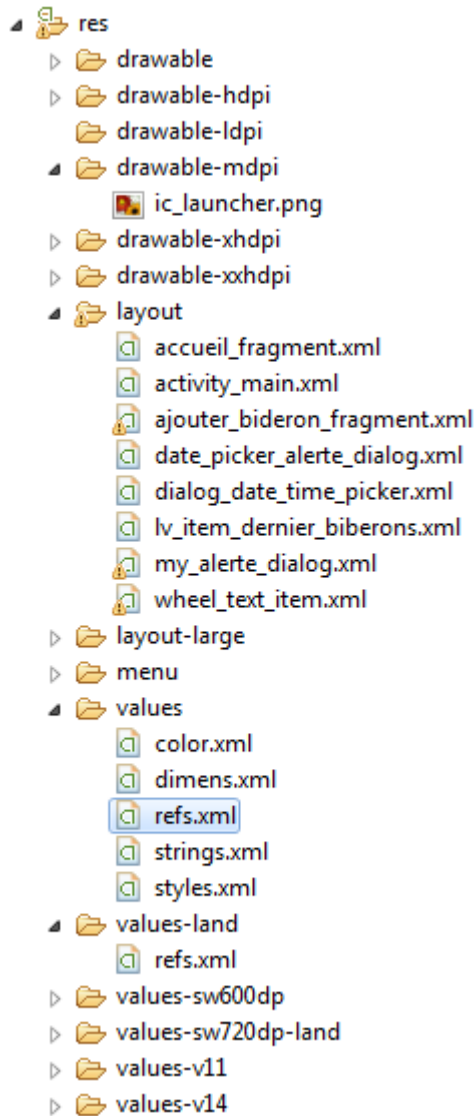 res
drawable
drawable-hdpi
drawable-ldpi
drawable-mdpi
ic_launcher.png
drawable-xhdpi
drawable-xxhdpi
layout
accueil_fragment.xml
activity_main.xml
ajouter_bideron_fragment.xml
date_picker_alerte_dialog.xml
dialog_date_time_picker.xml
lv_item_dernier_biberons.xml
my_alerte_dialog.xml
wheel_text_item.xml
layout-large
menu
values
color.xml
dimens.xml
refs.xml
strings.xml
styles.xml
values-land
refs.xml
values-sw600dp
values-sw720dp-land
values-v11
values-v14